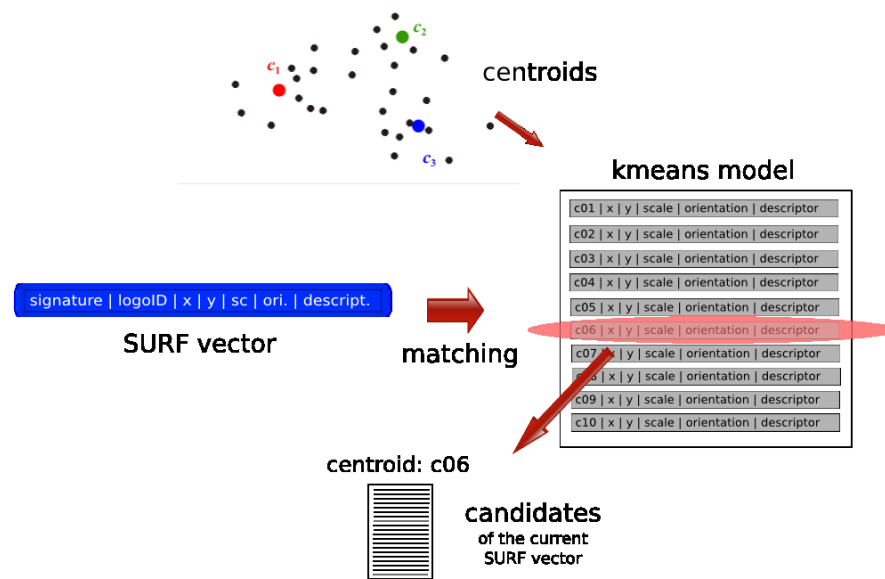 c2
c1
centroids
c3
kmeans model
c01 | x | y | scale | orientation | descriptor
c02 | x | y | scale | orientation | descriptor
c03 | x | y | scale | orientation | descriptor
c04 | x | y | scale | orientation | descriptor
c05 | x | y | scale | orientation | descriptor
c06 | x | y | scale | orientation | descriptor
c07 | x | y | scale | orientation | descriptor
c08 | x | y | scale | orientation | descriptor
c09 | x | y | scale | orientation | descriptor
c10 | x | y | scale | orientation | descriptor
signature | logoID | x | y | sc | ori. | descript.
SURF vector
matching
centroid: c06
candidates
of the current
SURF vector